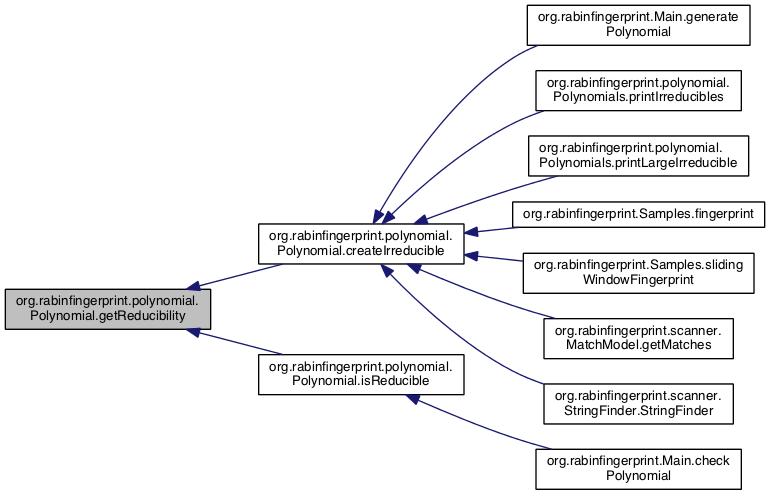 org.rabinfingerprint.Main.generate
Polynomial
org.rabinfingerprint.polynomial.
Polynomials.printIrreducibles
org.rabinfingerprint.polynomial.
Polynomials.printLargeIrreducible
org.rabinfingerprint.Samples.fingerprint
org.rabinfingerprint.polynomial.
Polynomial.createIrreducible
org.rabinfingerprint.Samples.sliding
WindowFingerprint
org.rabinfingerprint.polynomial.
Polynomial.getReducibility
org.rabinfingerprint.scanner.
MatchModel.getMatches
org.rabinfingerprint.polynomial.
Polynomial.isReducible
org.rabinfingerprint.scanner.
StringFinder.StringFinder
org.rabinfingerprint.Main.check
Polynomial